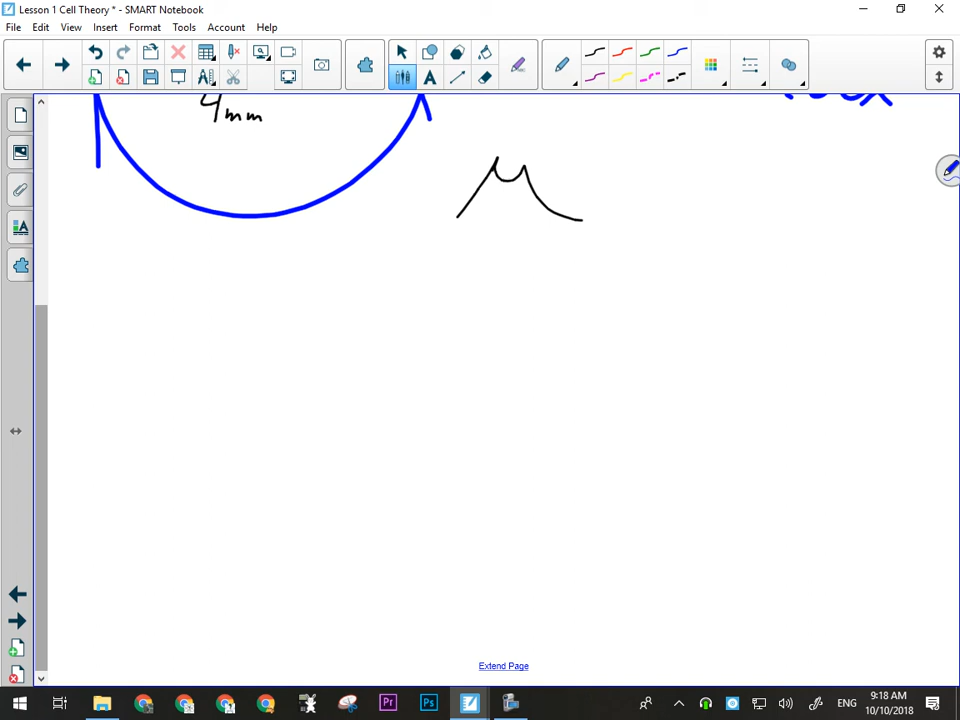 Lesson 1 Cell Theory * - SMART Notebook
File Edit View Insert Format Tools Account Help
4mm
μ
Extend Page
ENG
9:18 AM
10/10/2018